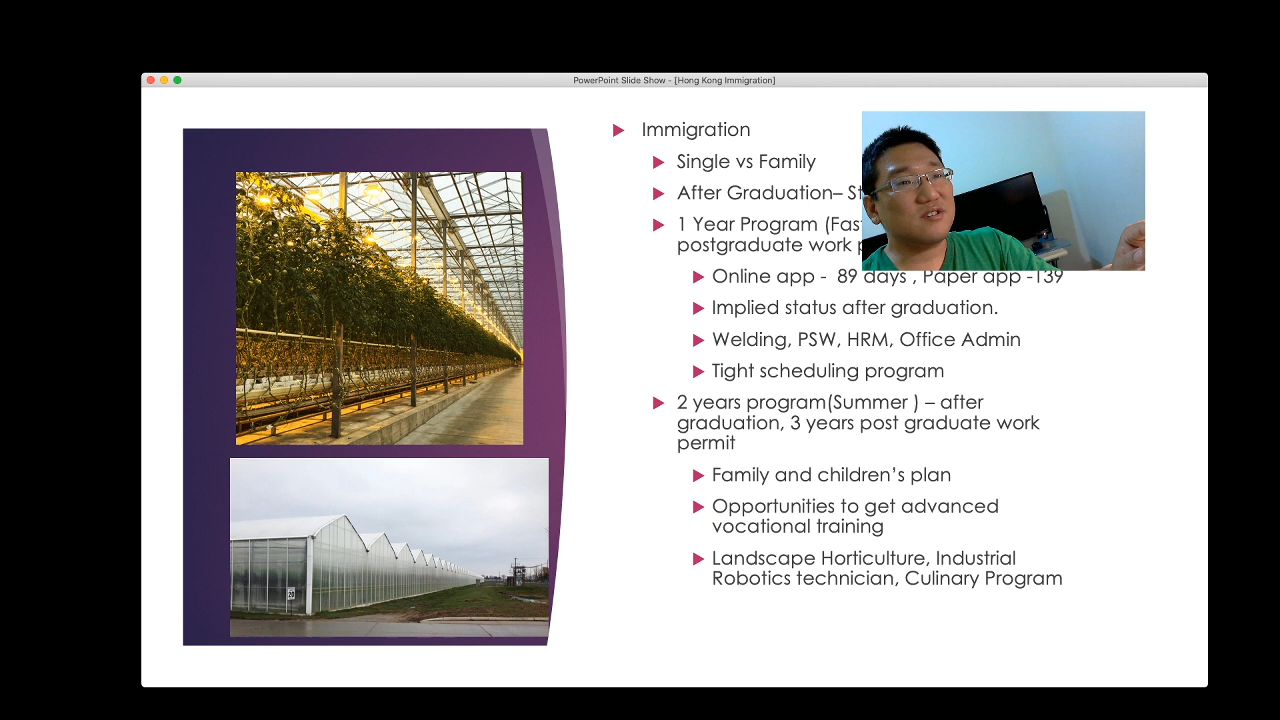 PowerPoint Slide Show - [Hong Kong Immigration]
Immigration
Single vs Family
After Graduation–
1 Year Program
postgraduate work
Online app - 89 days , Paper app -139
Implied status after graduation.
Welding, PSW, HRM, Office Admin
Tight scheduling program
2 years program(Summer ) – after
graduation, 3 years post graduate work
permit
Family and children’s plan
Opportunities to get advanced
vocational training
Landscape Horticulture, Industrial
Robotics technician, Culinary Program